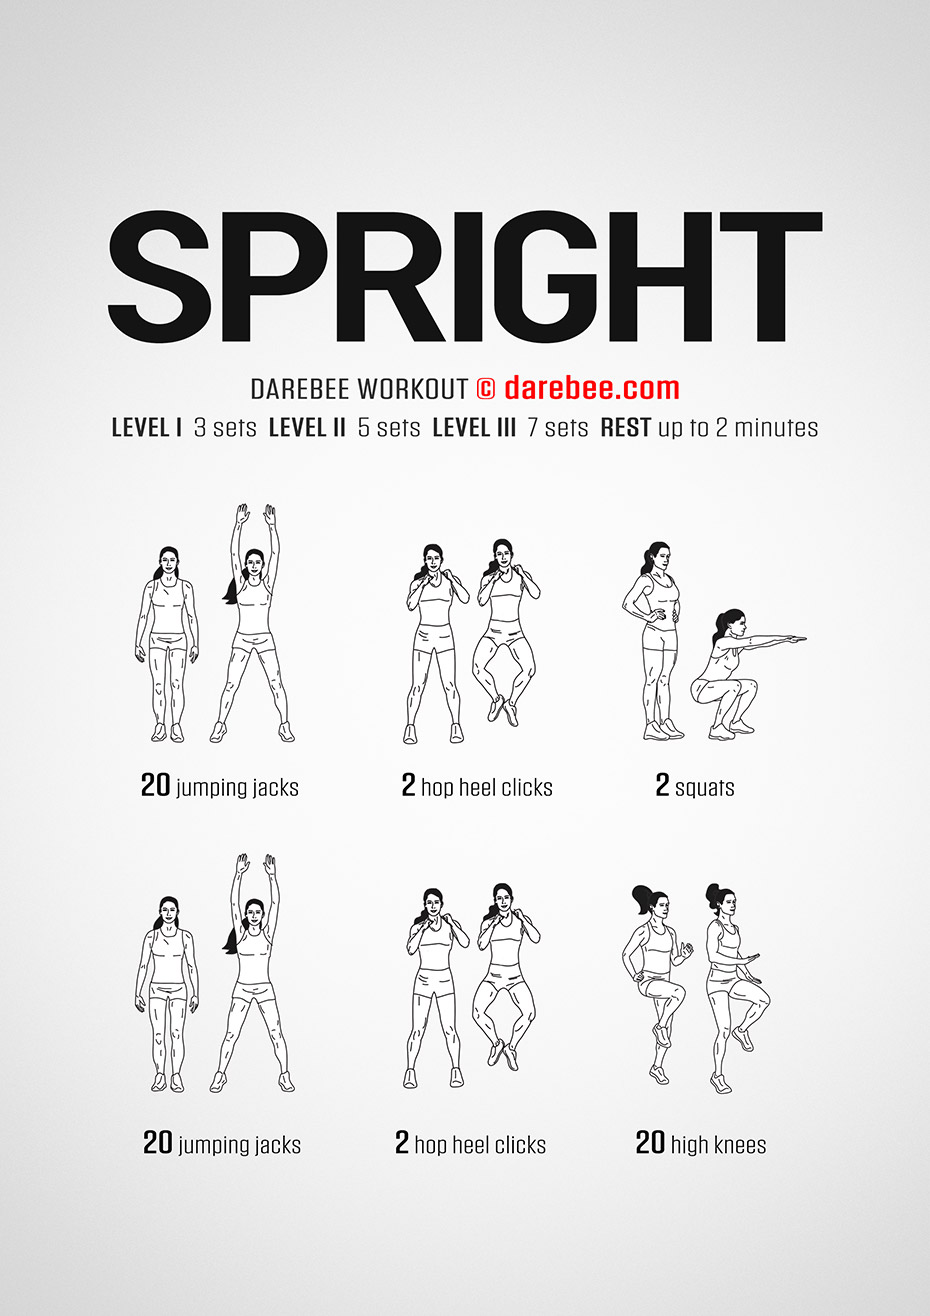 SPRIGHT
DAREBEE WORKOUT © darebee.com
LEVEL I 3 sets LEVEL II 5 sets LEVEL III 7 sets REST up to 2 minutes
20 jumping jacks
2 hop heel clicks
2 squats
20 jumping jacks
2 hop heel clicks
20 high knees